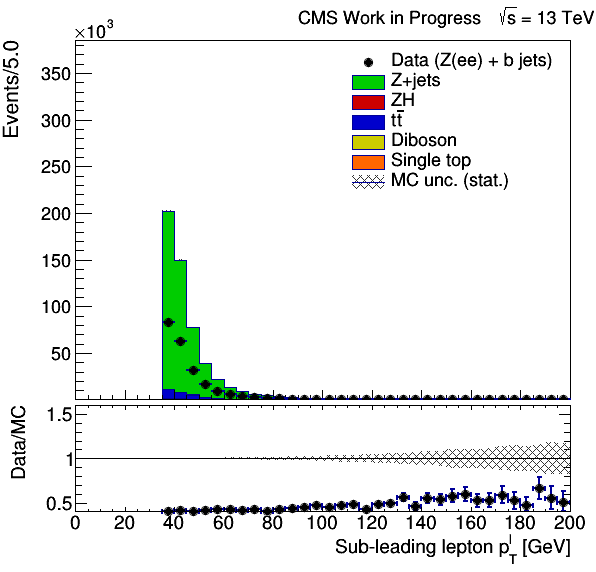 CMS Work in Progress √s = 13 TeV
×10³
Events/5.0
350
300
250
200
150
100
50
Data (Z(ee) + b jets)
Z+jets
ZH
tt̄
Diboson
Single top
MC unc. (stat.)
Data/MC
1.5
1
0.5
0 20 40 60 80 100 120 140 160 180 200
Sub-leading lepton p_T^l [GeV]